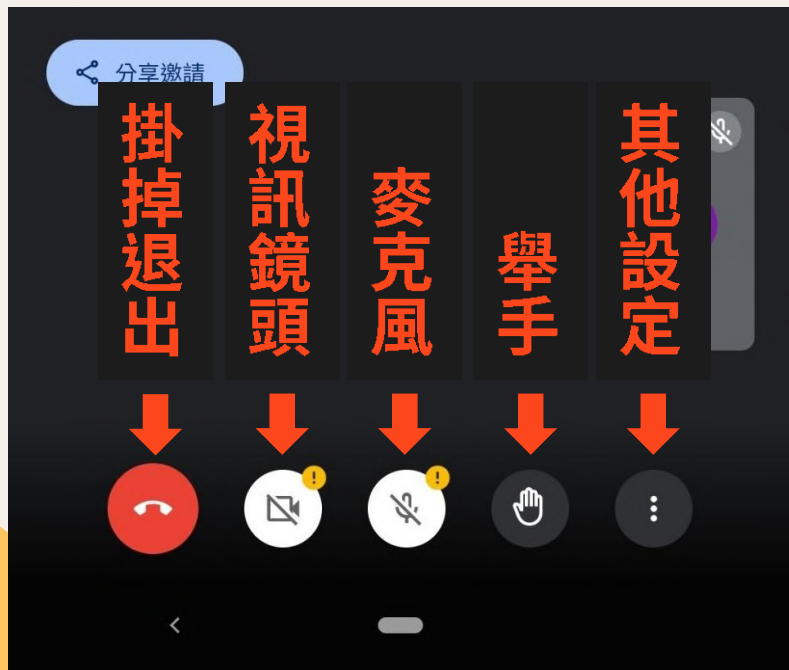 分享邀請
掛掉退出
視訊鏡頭
麥克風
舉手
其他設定